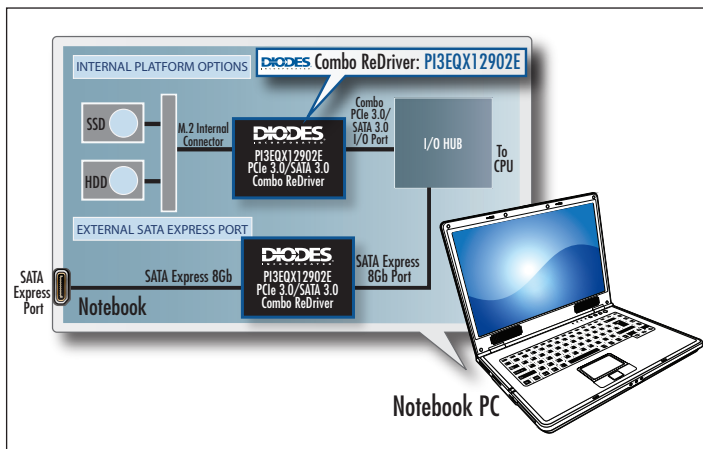 INTERNAL PLATFORM OPTIONS
DIODES INCORPORATED Combo ReDriver: PI3EQX12902E
SSD
HDD
M.2 Internal
Connector
DIODES
INCORPORATED
PI3EQX12902E
PCIe 3.0/SATA 3.0
Combo ReDriver
Combo
PCIe 3.0/
SATA 3.0
I/O Port
I/O HUB
To
CPU
EXTERNAL SATA EXPRESS PORT
SATA
Express
Port
SATA Express 8Gb
DIODES
INCORPORATED
PI3EQX12902E
PCIe 3.0/SATA 3.0
Combo ReDriver
SATA Express
8Gb Port
Notebook
Notebook PC